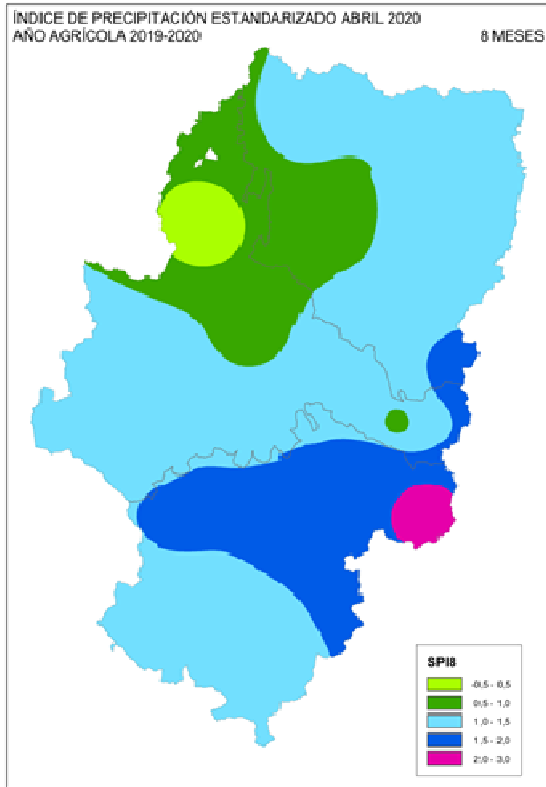 ÍNDICE DE PRECIPITACIÓN ESTANDARIZADO ABRIL 2020
AÑO AGRÍCOLA 2019-2020 8 MESES
SPI8
-0,5 - 0,5
0,5 - 1,0
1,0 - 1,5
1,5 - 2,0
2,0 - 3,0